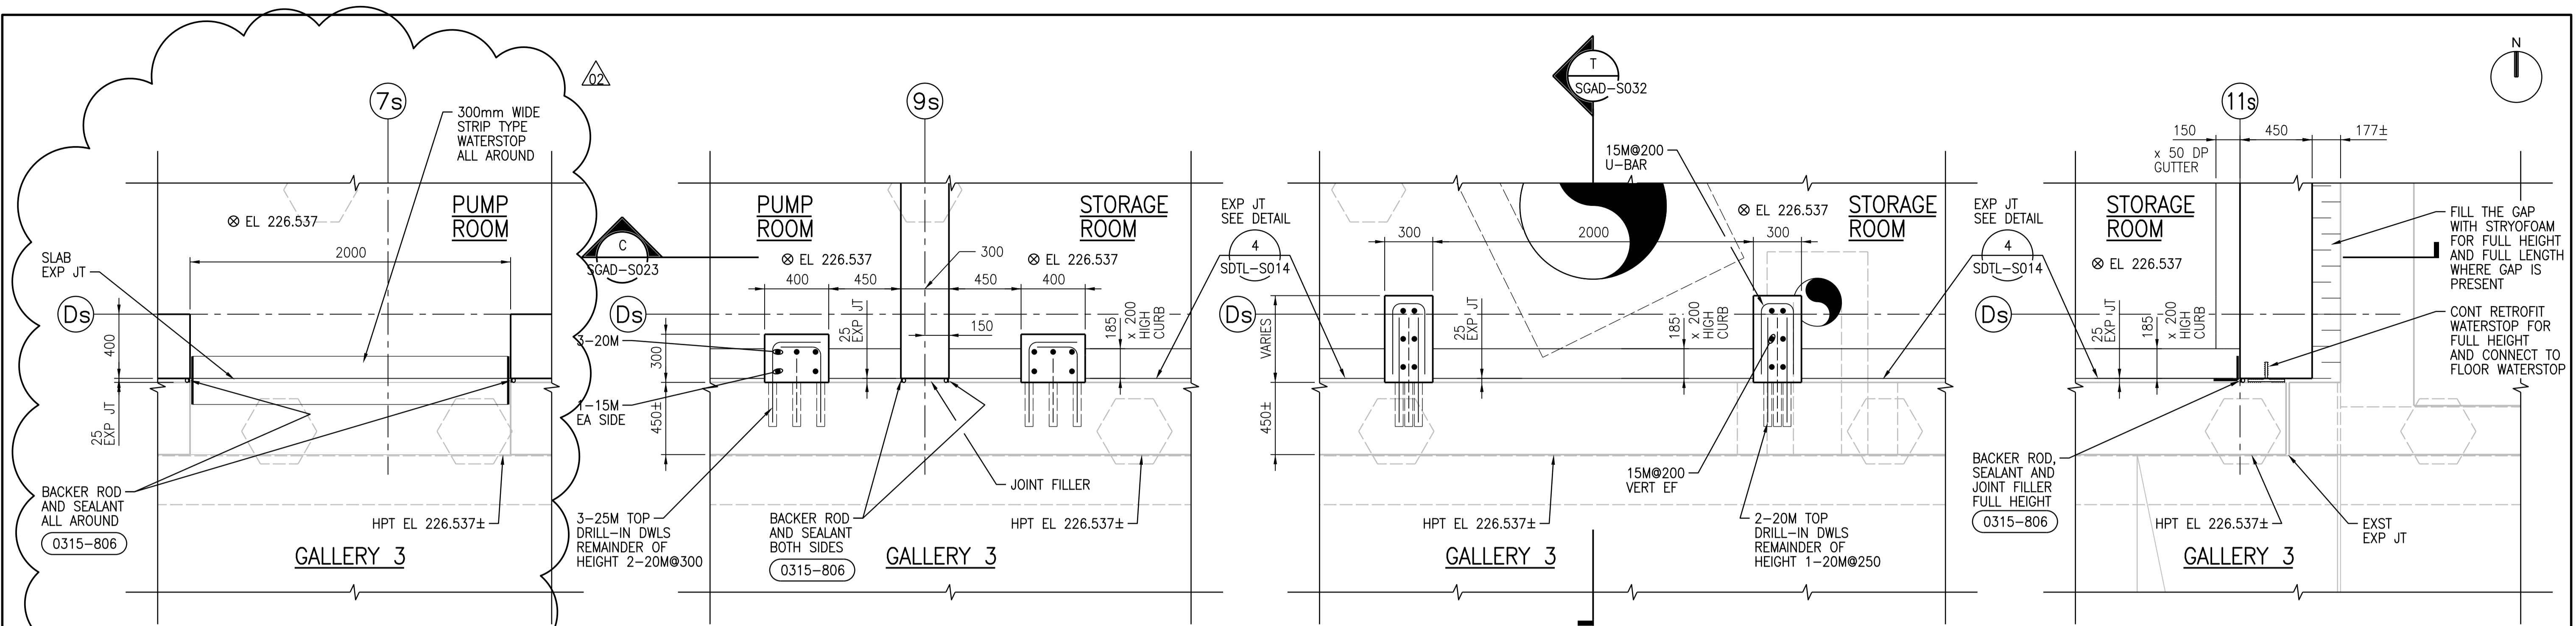 02
7s
300mm WIDE
STRIP TYPE
WATERSTOP
ALL AROUND
PUMP
ROOM
EL 226.537
2000
SLAB
EXP JT
Ds
400
25
EXP JT
BACKER ROD
AND SEALANT
ALL AROUND
0315-806
HPT EL 226.537±
GALLERY 3
C
SGAD-S023
9s
PUMP
ROOM
EL 226.537
STORAGE
ROOM
EL 226.537
300
400
450
450
400
150
25
EXP JT
185
x 200
HIGH
CURB
Ds
3-20M
300
1-15M
EA SIDE
450±
3-25M TOP
DRILL-IN DWLS
REMAINDER OF
HEIGHT 2-20M@300
BACKER ROD
AND SEALANT
BOTH SIDES
0315-806
JOINT FILLER
HPT EL 226.537±
GALLERY 3
EXP JT
SEE DETAIL
4
SDTL-S014
T
SGAD-S032
15M@200
U-BAR
EL 226.537
STORAGE
ROOM
300
2000
300
Ds
VARIES
25
EXP JT
185
x 200
HIGH
CURB
450±
15M@200
VERT EF
HPT EL 226.537±
2-20M TOP
DRILL-IN DWLS
REMAINDER OF
HEIGHT 1-20M@250
GALLERY 3
EXP JT
SEE DETAIL
4
SDTL-S014
N
11s
150
450
177±
x 50 DP
GUTTER
STORAGE
ROOM
EL 226.537
FILL THE GAP
WITH STRYOFOAM
FOR FULL HEIGHT
AND FULL LENGTH
WHERE GAP IS
PRESENT
Ds
25
EXP JT
185
x 200
HIGH
CURB
CONT RETROFIT
WATERSTOP FOR
FULL HEIGHT
AND CONNECT TO
FLOOR WATERSTOP
BACKER ROD,
SEALANT AND
JOINT FILLER
FULL HEIGHT
0315-806
HPT EL 226.537±
EXST
EXP JT
GALLERY 3